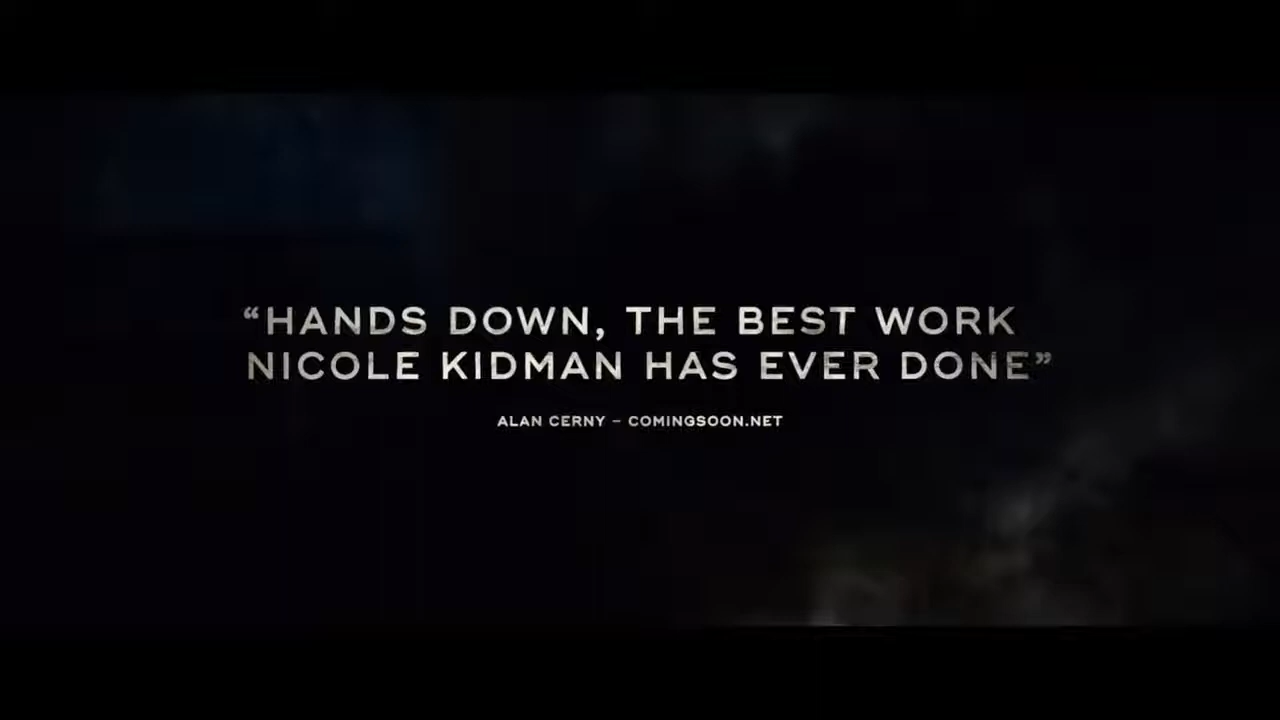 “HANDS DOWN, THE BEST WORK
NICOLE KIDMAN HAS EVER DONE”
ALAN CERNY – COMINGSOON.NET